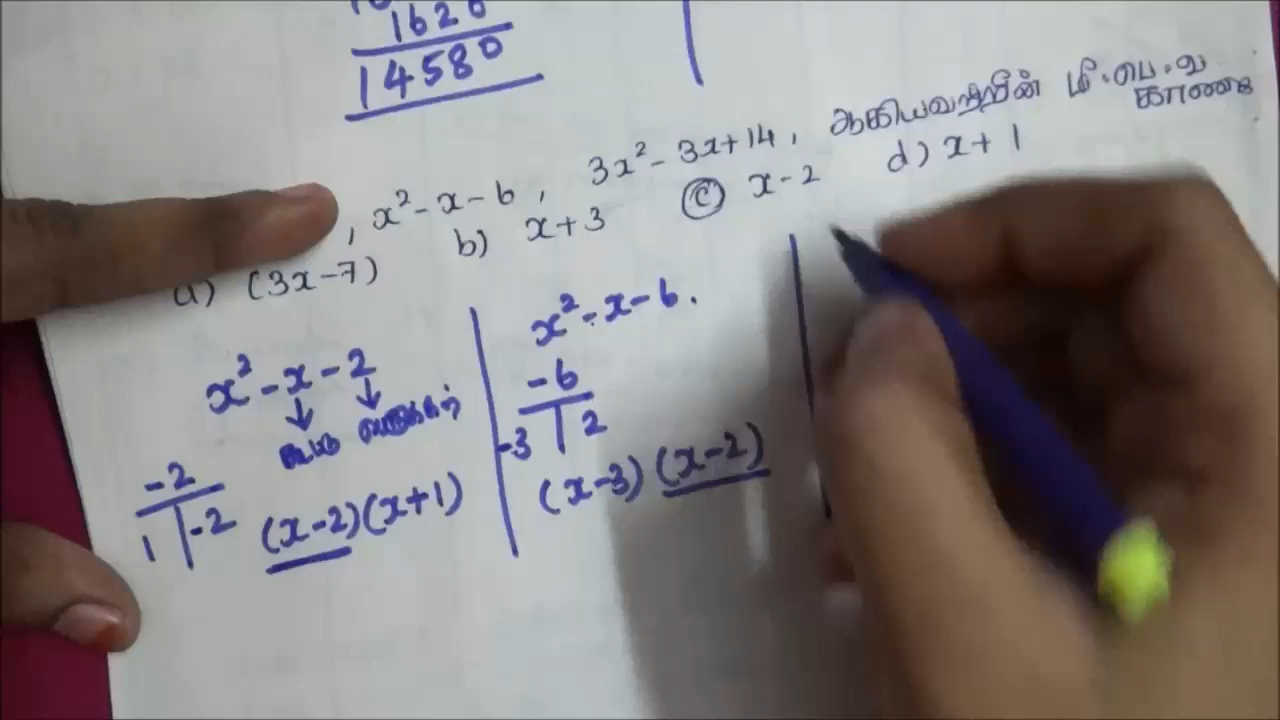 1620
14580
, x² - x - 6 , 3x² - 3x + 14 , ஆகியவற்றின் மீ.பெ.வ காண்க
a) (3x-7) b) x+3 (c) x-2 d) x+1
x² - x - 2
-2
1 | -2
(x-2)(x+1)
x² - x - 6.
-6
-3 | 2
(x-3)(x-2)